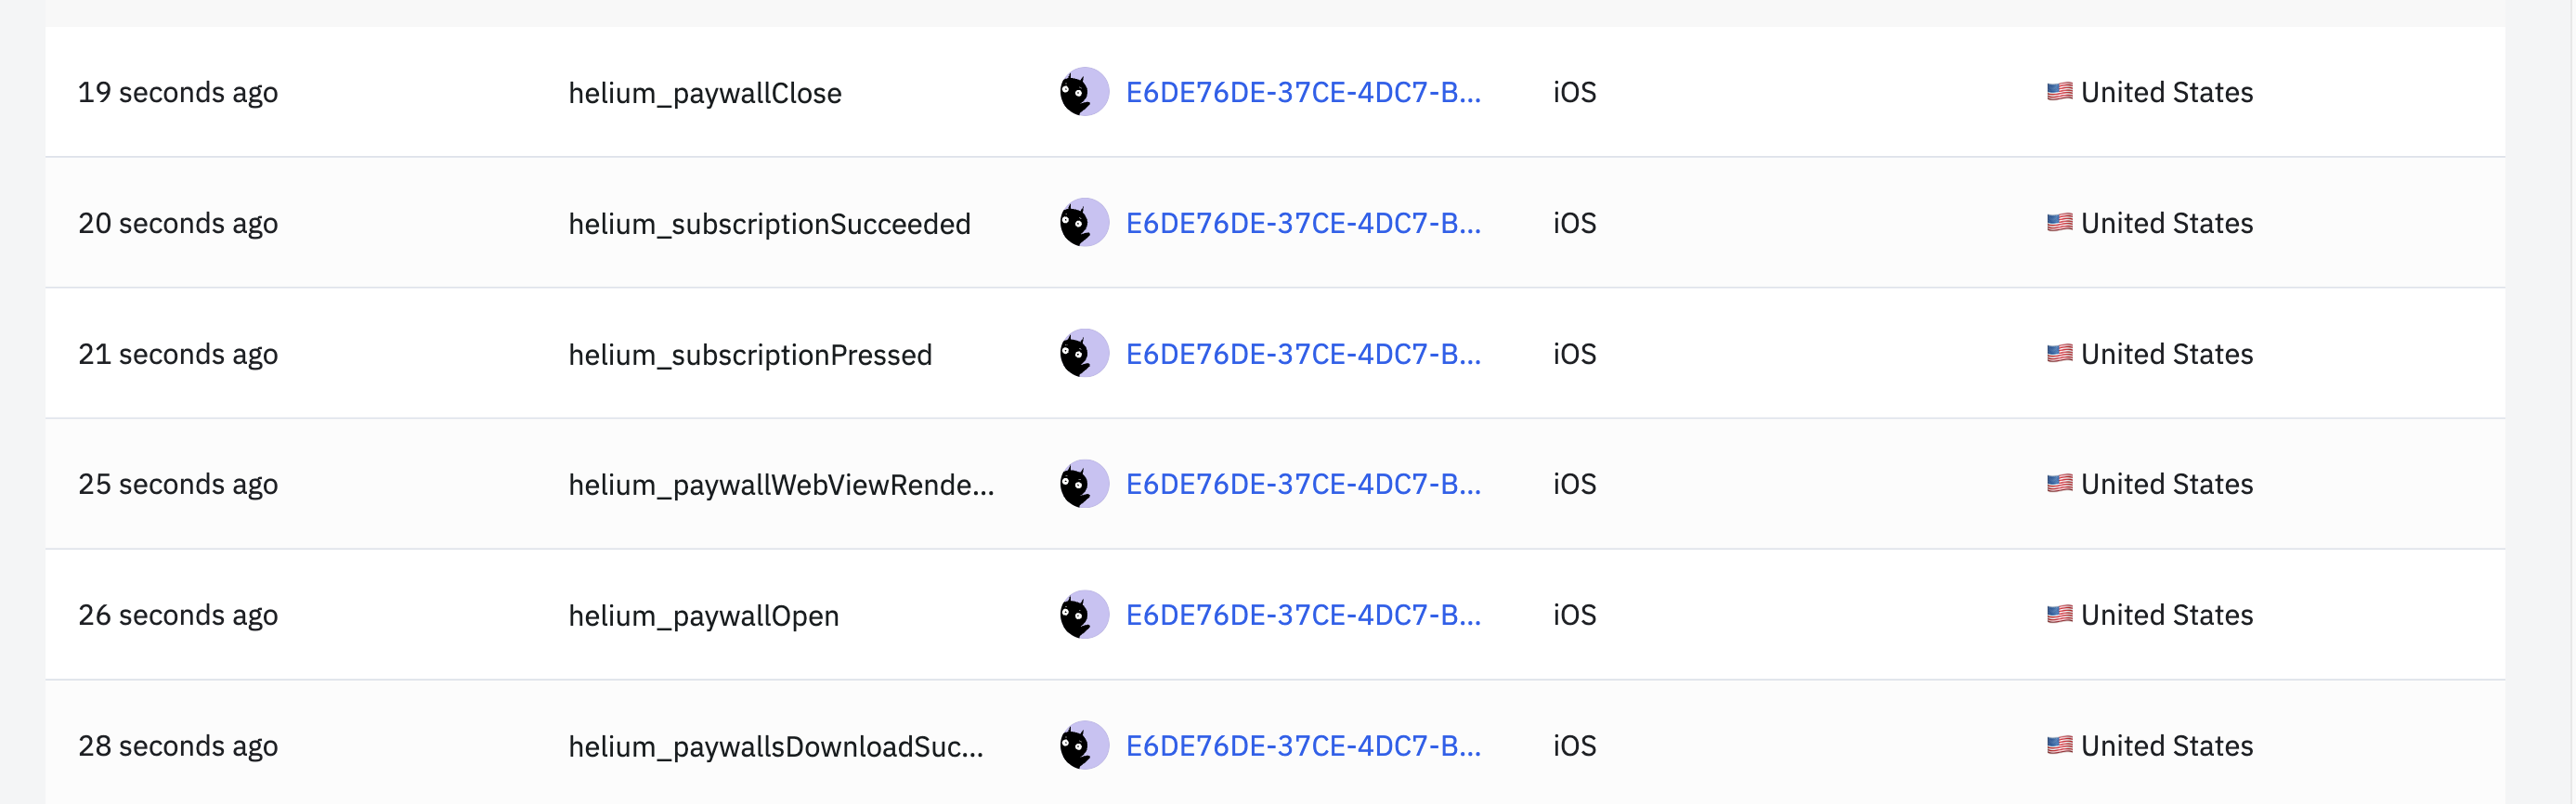 19 seconds ago helium_paywallClose E6DE76DE-37CE-4DC7-B... iOS United States
20 seconds ago helium_subscriptionSucceeded E6DE76DE-37CE-4DC7-B... iOS United States
21 seconds ago helium_subscriptionPressed E6DE76DE-37CE-4DC7-B... iOS United States
25 seconds ago helium_paywallWebViewRende... E6DE76DE-37CE-4DC7-B... iOS United States
26 seconds ago helium_paywallOpen E6DE76DE-37CE-4DC7-B... iOS United States
28 seconds ago helium_paywallsDownloadSuc... E6DE76DE-37CE-4DC7-B... iOS United States